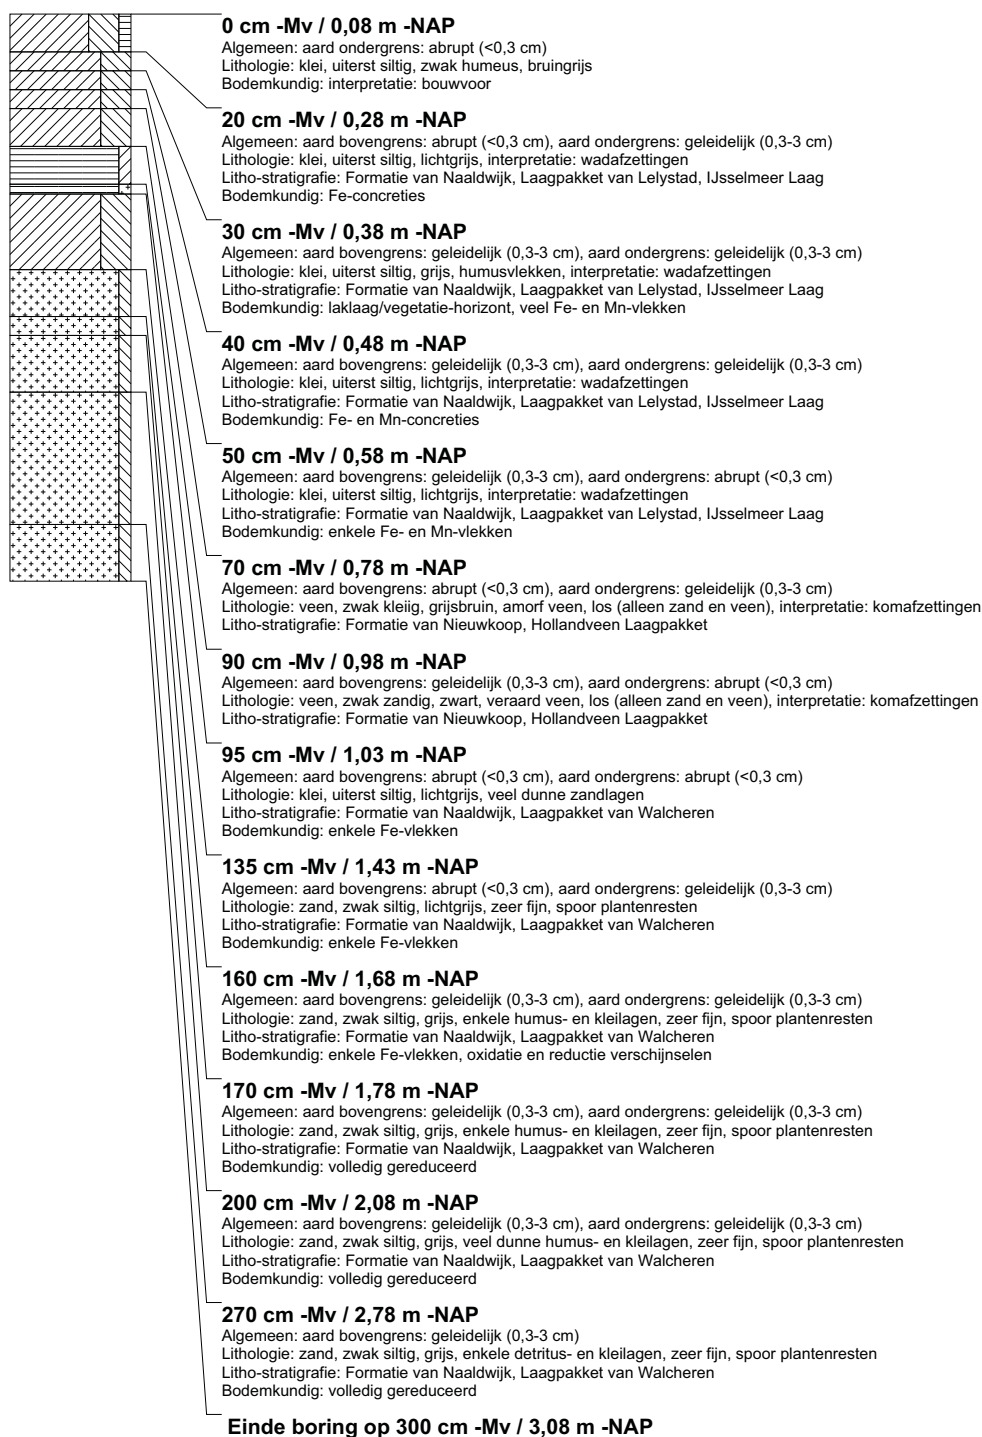 0 cm -Mv / 0,08 m -NAP
Algemeen: aard ondergrens: abrupt (<0,3 cm)
Lithologie: klei, uiterst siltig, zwak humeus, bruingrijs
Bodemkundig: interpretatie: bouwvoor
20 cm -Mv / 0,28 m -NAP
Algemeen: aard bovengrens: abrupt (<0,3 cm), aard ondergrens: geleidelijk (0,3-3 cm)
Lithologie: klei, uiterst siltig, lichtgrijs, interpretatie: wadafzettingen
Litho-stratigrafie: Formatie van Naaldwijk, Laagpakket van Lelystad, IJsselmeer Laag
Bodemkundig: Fe-concreties
30 cm -Mv / 0,38 m -NAP
Algemeen: aard bovengrens: geleidelijk (0,3-3 cm), aard ondergrens: geleidelijk (0,3-3 cm)
Lithologie: klei, uiterst siltig, grijs, humusvlekken, interpretatie: wadafzettingen
Litho-stratigrafie: Formatie van Naaldwijk, Laagpakket van Lelystad, IJsselmeer Laag
Bodemkundig: laklaag/vegetatie-horizont, veel Fe- en Mn-vlekken
40 cm -Mv / 0,48 m -NAP
Algemeen: aard bovengrens: geleidelijk (0,3-3 cm), aard ondergrens: geleidelijk (0,3-3 cm)
Lithologie: klei, uiterst siltig, lichtgrijs, interpretatie: wadafzettingen
Litho-stratigrafie: Formatie van Naaldwijk, Laagpakket van Lelystad, IJsselmeer Laag
Bodemkundig: Fe- en Mn-concreties
50 cm -Mv / 0,58 m -NAP
Algemeen: aard bovengrens: geleidelijk (0,3-3 cm), aard ondergrens: abrupt (<0,3 cm)
Lithologie: klei, uiterst siltig, lichtgrijs, interpretatie: wadafzettingen
Litho-stratigrafie: Formatie van Naaldwijk, Laagpakket van Lelystad, IJsselmeer Laag
Bodemkundig: enkele Fe- en Mn-vlekken
70 cm -Mv / 0,78 m -NAP
Algemeen: aard bovengrens: abrupt (<0,3 cm), aard ondergrens: geleidelijk (0,3-3 cm)
Lithologie: veen, zwak kleiig, grijsbruin, amorf veen, los (alleen zand en veen), interpretatie: komafzettingen
Litho-stratigrafie: Formatie van Nieuwkoop, Hollandveen Laagpakket
90 cm -Mv / 0,98 m -NAP
Algemeen: aard bovengrens: geleidelijk (0,3-3 cm), aard ondergrens: abrupt (<0,3 cm)
Lithologie: veen, zwak zandig, zwart, veraard veen, los (alleen zand en veen), interpretatie: komafzettingen
Litho-stratigrafie: Formatie van Nieuwkoop, Hollandveen Laagpakket
95 cm -Mv / 1,03 m -NAP
Algemeen: aard bovengrens: abrupt (<0,3 cm), aard ondergrens: abrupt (<0,3 cm)
Lithologie: klei, uiterst siltig, lichtgrijs, veel dunne zandlagen
Litho-stratigrafie: Formatie van Naaldwijk, Laagpakket van Walcheren
Bodemkundig: enkele Fe-vlekken
135 cm -Mv / 1,43 m -NAP
Algemeen: aard bovengrens: abrupt (<0,3 cm), aard ondergrens: geleidelijk (0,3-3 cm)
Lithologie: zand, zwak siltig, lichtgrijs, zeer fijn, spoor plantenresten
Litho-stratigrafie: Formatie van Naaldwijk, Laagpakket van Walcheren
Bodemkundig: enkele Fe-vlekken
160 cm -Mv / 1,68 m -NAP
Algemeen: aard bovengrens: geleidelijk (0,3-3 cm), aard ondergrens: geleidelijk (0,3-3 cm)
Lithologie: zand, zwak siltig, grijs, enkele humus- en kleilagen, zeer fijn, spoor plantenresten
Litho-stratigrafie: Formatie van Naaldwijk, Laagpakket van Walcheren
Bodemkundig: enkele Fe-vlekken, oxidatie en reductie verschijnselen
170 cm -Mv / 1,78 m -NAP
Algemeen: aard bovengrens: geleidelijk (0,3-3 cm), aard ondergrens: geleidelijk (0,3-3 cm)
Lithologie: zand, zwak siltig, grijs, enkele humus- en kleilagen, zeer fijn, spoor plantenresten
Litho-stratigrafie: Formatie van Naaldwijk, Laagpakket van Walcheren
Bodemkundig: volledig gereduceerd
200 cm -Mv / 2,08 m -NAP
Algemeen: aard bovengrens: geleidelijk (0,3-3 cm), aard ondergrens: geleidelijk (0,3-3 cm)
Lithologie: zand, zwak siltig, grijs, veel dunne humus- en kleilagen, zeer fijn, spoor plantenresten
Litho-stratigrafie: Formatie van Naaldwijk, Laagpakket van Walcheren
Bodemkundig: volledig gereduceerd
270 cm -Mv / 2,78 m -NAP
Algemeen: aard bovengrens: geleidelijk (0,3-3 cm)
Lithologie: zand, zwak siltig, grijs, enkele detritus- en kleilagen, zeer fijn, spoor plantenresten
Litho-stratigrafie: Formatie van Naaldwijk, Laagpakket van Walcheren
Bodemkundig: volledig gereduceerd
Einde boring op 300 cm -Mv / 3,08 m -NAP